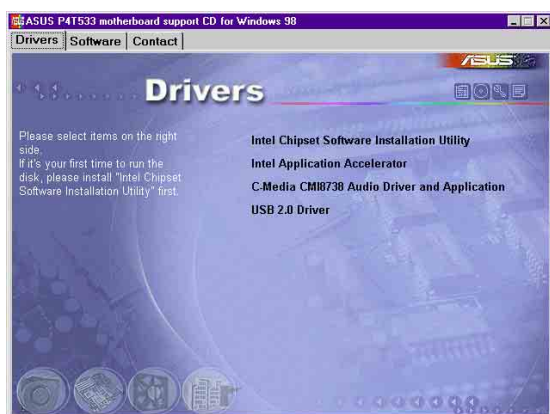 ASUS P4T533 motherboard support CD for Windows 98
Drivers Software Contact
ASUS
Drivers
Please select items on the right
side.
If it's your first time to run the
disk, please install "Intel Chipset
Software Installation Utility" first.
Intel Chipset Software Installation Utility
Intel Application Accelerator
C-Media CMI8738 Audio Driver and Application
USB 2.0 Driver